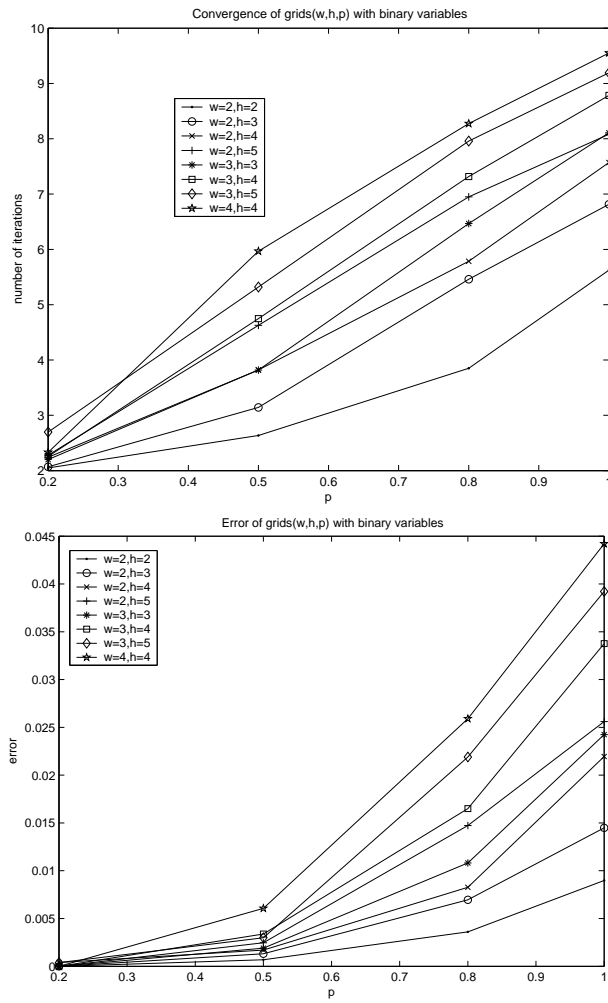 Convergence of grids(w,h,p) with binary variables
10
9
8
7
6
5
4
3
2
number of iterations
w=2,h=2
w=2,h=3
w=2,h=4
w=2,h=5
w=3,h=3
w=3,h=4
w=3,h=5
w=4,h=4
0.2
0.3
0.4
0.5
0.6
0.7
0.8
0.9
1
p
Error of grids(w,h,p) with binary variables
0.045
0.04
0.035
0.03
0.025
0.02
0.015
0.01
0.005
0
error
w=2,h=2
w=2,h=3
w=2,h=4
w=2,h=5
w=3,h=3
w=3,h=4
w=3,h=5
w=4,h=4
0.2
0.3
0.4
0.5
0.6
0.7
0.8
0.9
1
p